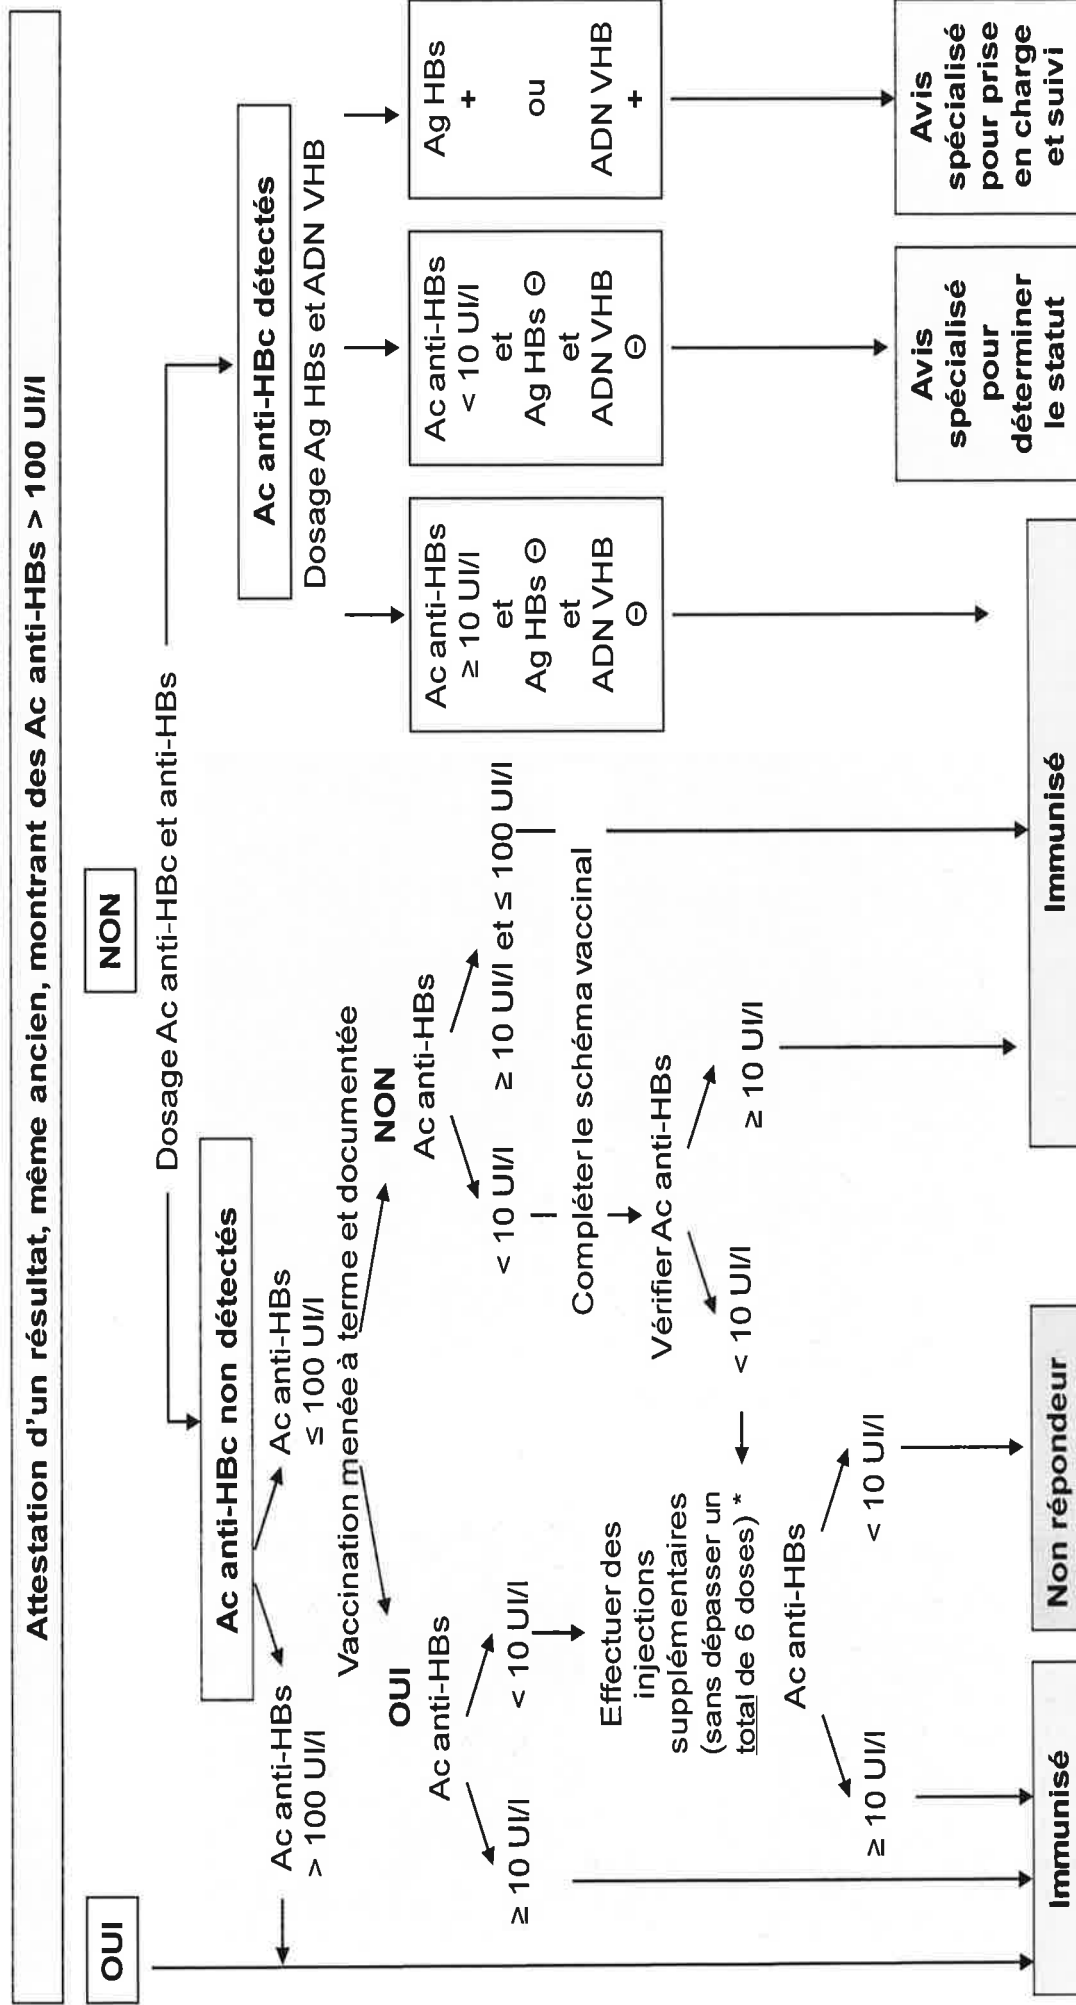 Attestation d'un résultat, même ancien, montrant des Ac anti-HBs > 100 UI/l
OUI
NON
Dosage Ac anti-HBc et anti-HBs
Ac anti-HBc non détectés
Ac anti-HBc détectés
Dosage Ag HBs et ADN VHB
Ac anti-HBs
> 100 UI/l
Ac anti-HBs
≤ 100 UI/l
Vaccination menée à terme et documentée
OUI
Ac anti-HBs
≥ 10 UI/l
< 10 UI/l
NON
Ac anti-HBs
< 10 UI/l
≥ 10 UI/l et ≤ 100 UI/l
Compléter le schéma vaccinal
Vérifier Ac anti-HBs
< 10 UI/l
≥ 10 UI/l
Effectuer des
injections
supplémentaires
(sans dépasser un
total de 6 doses) *
Ac anti-HBs
≥ 10 UI/l
< 10 UI/l
Ac anti-HBs
≥ 10 UI/l
et
Ag HBs ⊖
et
ADN VHB
⊖
Ac anti-HBs
< 10 UI/l
et
Ag HBs ⊖
et
ADN VHB
⊖
Ag HBs
+
ou
ADN VHB
+
Immunisé
Non répondeur
Immunisé
Avis
spécialisé
pour
déterminer
le statut
Avis
spécialisé
pour prise
en charge
et suivi